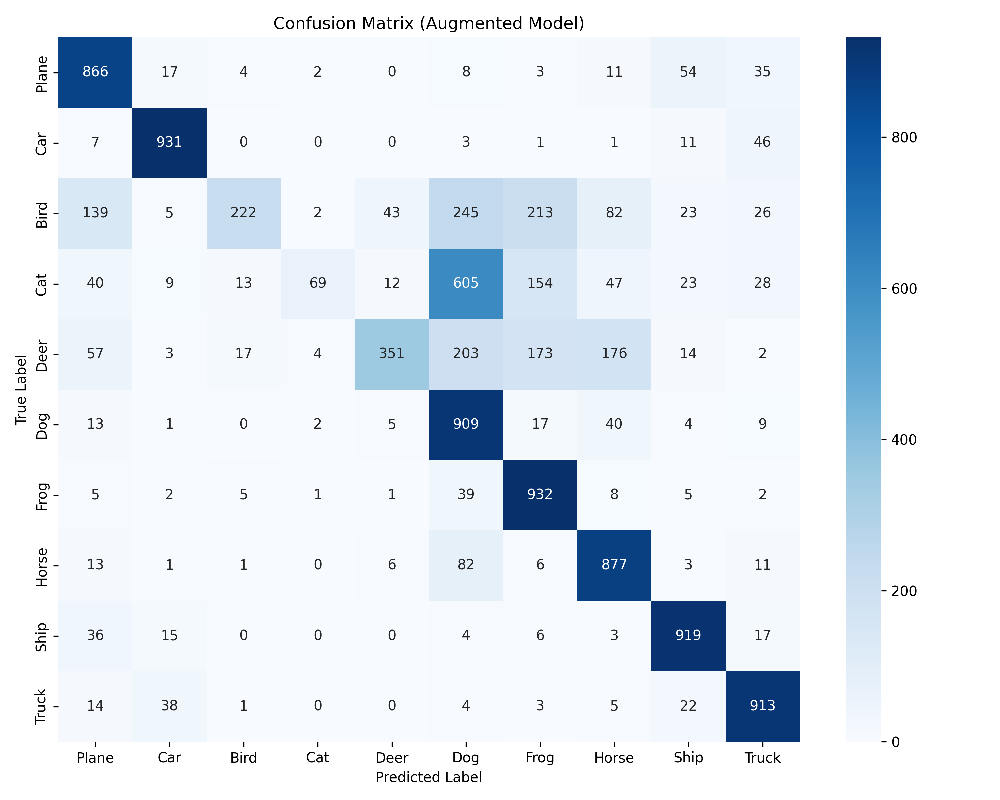 Confusion Matrix (Augmented Model)
Plane 866 17 4 2 0 8 3 11 54 35
Car 7 931 0 0 0 3 1 1 11 46
Bird 139 5 222 2 43 245 213 82 23 26
Cat 40 9 13 69 12 605 154 47 23 28
Deer 57 3 17 4 351 203 173 176 14 2
Dog 13 1 0 2 5 909 17 40 4 9
Frog 5 2 5 1 1 39 932 8 5 2
Horse 13 1 1 0 6 82 6 877 3 11
Ship 36 15 0 0 0 4 6 3 919 17
Truck 14 38 1 0 0 4 3 5 22 913
Plane Car Bird Cat Deer Dog Frog Horse Ship Truck
Predicted Label
True Label
800
600
400
200
0